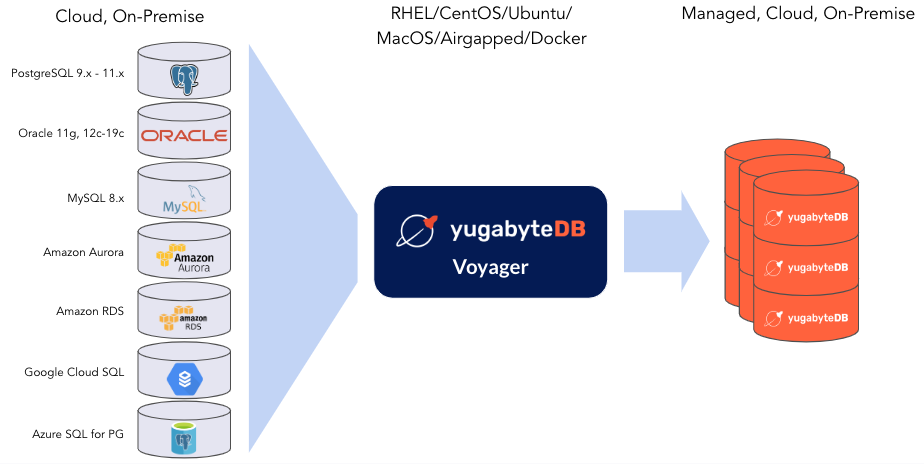 Cloud, On-Premise
RHEL/CentOS/Ubuntu/
MacOS/Airgapped/Docker
Managed, Cloud, On-Premise
PostgreSQL 9.x - 11.x
Oracle 11g, 12c-19c
ORACLE
MySQL 8.x
MySQL
Amazon Aurora
Amazon
Aurora
Amazon RDS
amazon
RDS
Google Cloud SQL
Azure SQL for PG
yugabyteDB
Voyager
yugabyteDB
yugabyteDB
yugabyteDB